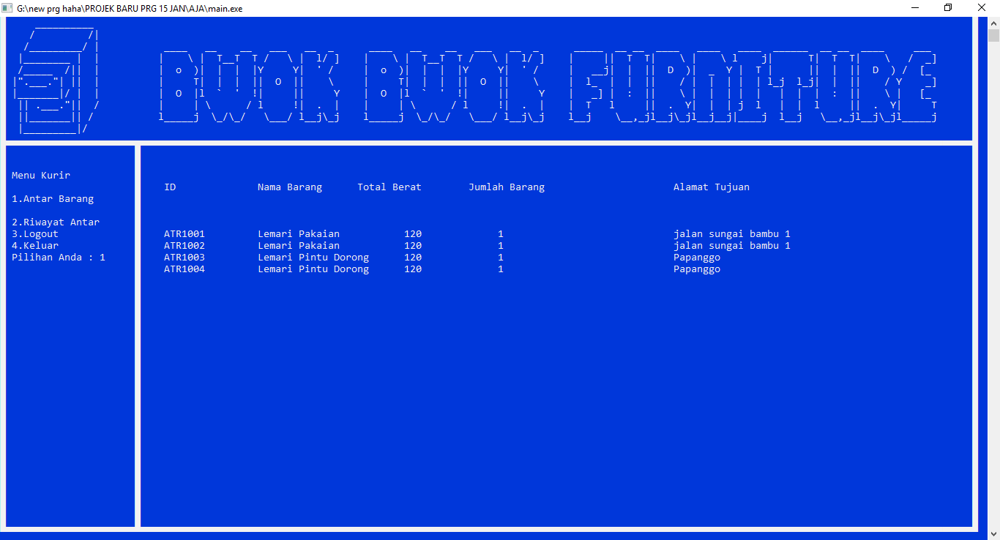 G:\new prg haha\PROJEK BARU PRG 15 JAN\AJA\main.exe
BWOK BWOK FURNITURE
Menu Kurir
1.Antar Barang
2.Riwayat Antar
3.Logout
4.Keluar
Pilihan Anda : 1
ID Nama Barang Total Berat Jumlah Barang Alamat Tujuan
ATR1001 Lemari Pakaian 120 1 jalan sungai bambu 1
ATR1002 Lemari Pakaian 120 1 jalan sungai bambu 1
ATR1003 Lemari Pintu Dorong 120 1 Papanggo
ATR1004 Lemari Pintu Dorong 120 1 Papanggo